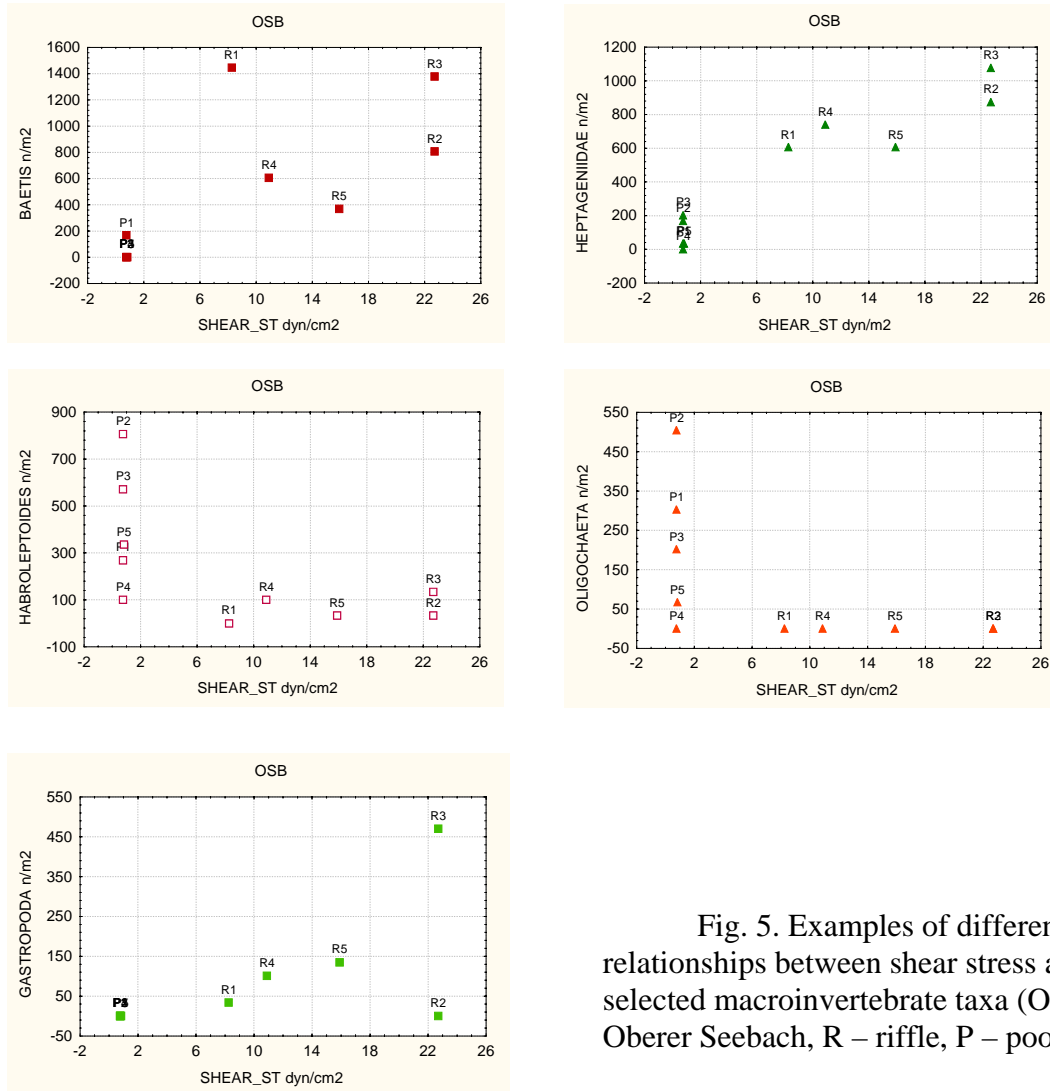 OSB
BAETIS n/m2
1600
1400
1200
1000
800
600
400
200
0
-200
R1
R3
R2
R4
R5
P1
-2 2 6 10 14 18 22 26
SHEAR_ST dyn/cm2
OSB
HEPTAGENIIDAE n/m2
1200
1000
800
600
400
200
0
-200
R3
R2
R4
R1
R5
P3
P2
P5
P4
-2 2 6 10 14 18 22 26
SHEAR_ST dyn/m2
OSB
HABROLEPTOIDES n/m2
900
700
500
300
100
-100
P2
P3
P5
P4
R1
R4
R5
R3
R2
-2 2 6 10 14 18 22 26
SHEAR_ST dyn/cm2
OSB
OLIGOCHAETA n/m2
550
450
350
250
150
50
-50
P2
P1
P3
P5
P4
R1
R4
R5
-2 2 6 10 14 18 22 26
SHEAR_ST dyn/cm2
OSB
GASTROPODA n/m2
550
450
350
250
150
50
-50
R3
R5
R4
R1
R2
-2 2 6 10 14 18 22 26
SHEAR_ST dyn/cm2
Fig. 5. Examples of differen
relationships between shear stress a
selected macroinvertebrate taxa (O
Oberer Seebach, R – riffle, P – poo